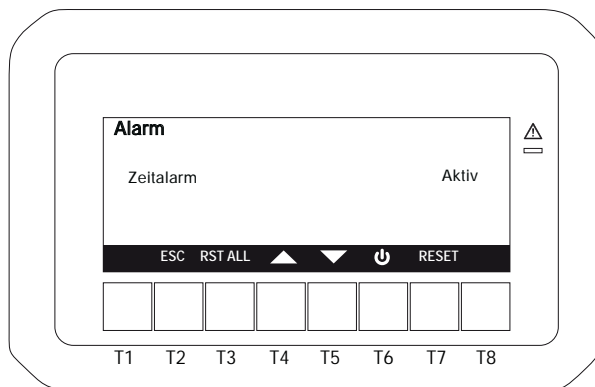 Alarm
Zeitalarm Aktiv
ESC RST ALL RESET
T1 T2 T3 T4 T5 T6 T7 T8